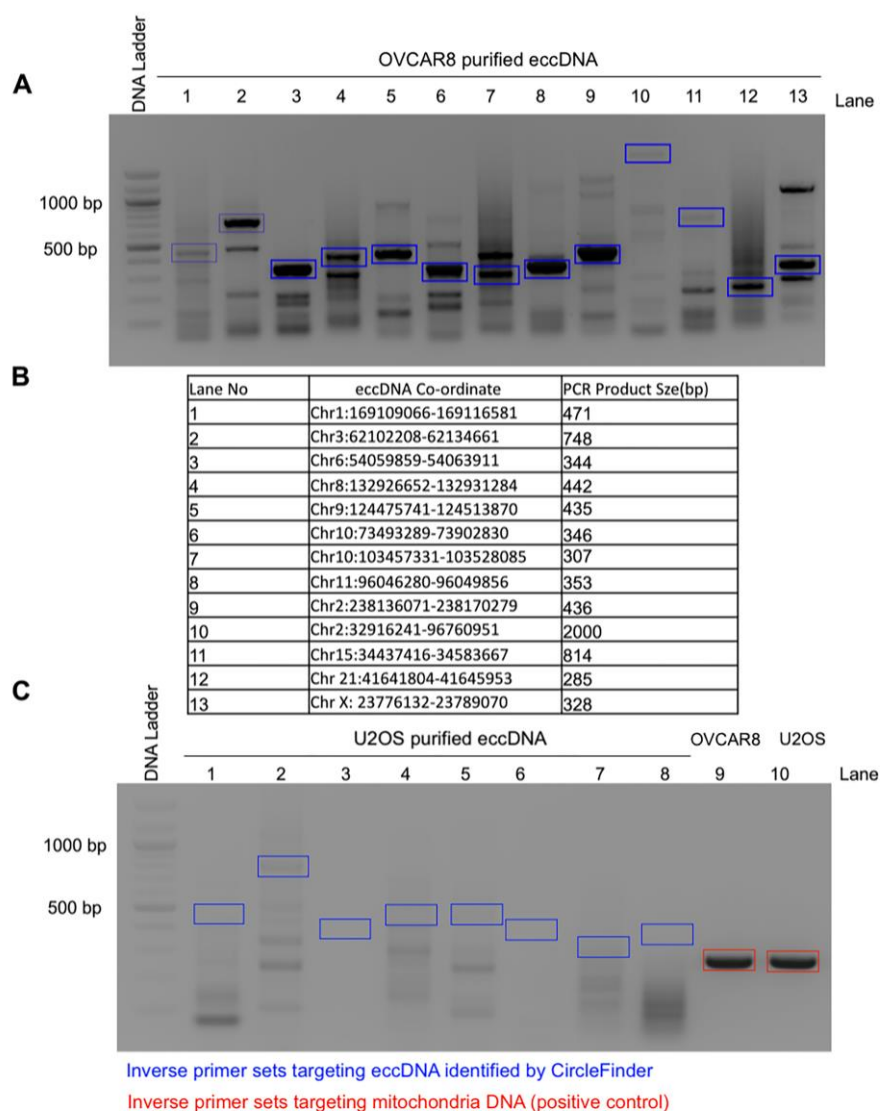 OVCAR8 purified eccDNA
A
DNA Ladder
1 2 3 4 5 6 7 8 9 10 11 12 13 Lane
1000 bp
500 bp
B
Lane No eccDNA Co-ordinate PCR Product Sze(bp)
1 Chr1:169109066-169116581 471
2 Chr3:62102208-62134661 748
3 Chr6:54059859-54063911 344
4 Chr8:132926652-132931284 442
5 Chr9:124475741-124513870 435
6 Chr10:73493289-73902830 346
7 Chr10:103457331-103528085 307
8 Chr11:96046280-96049856 353
9 Chr2:238136071-238170279 436
10 Chr2:32916241-96760951 2000
11 Chr15:34437416-34583667 814
12 Chr 21:41641804-41645953 285
13 Chr X: 23776132-23789070 328
C
DNA Ladder
U2OS purified eccDNA OVCAR8 U2OS
1 2 3 4 5 6 7 8 9 10 Lane
1000 bp
500 bp
Inverse primer sets targeting eccDNA identified by CircleFinder
Inverse primer sets targeting mitochondria DNA (positive control)